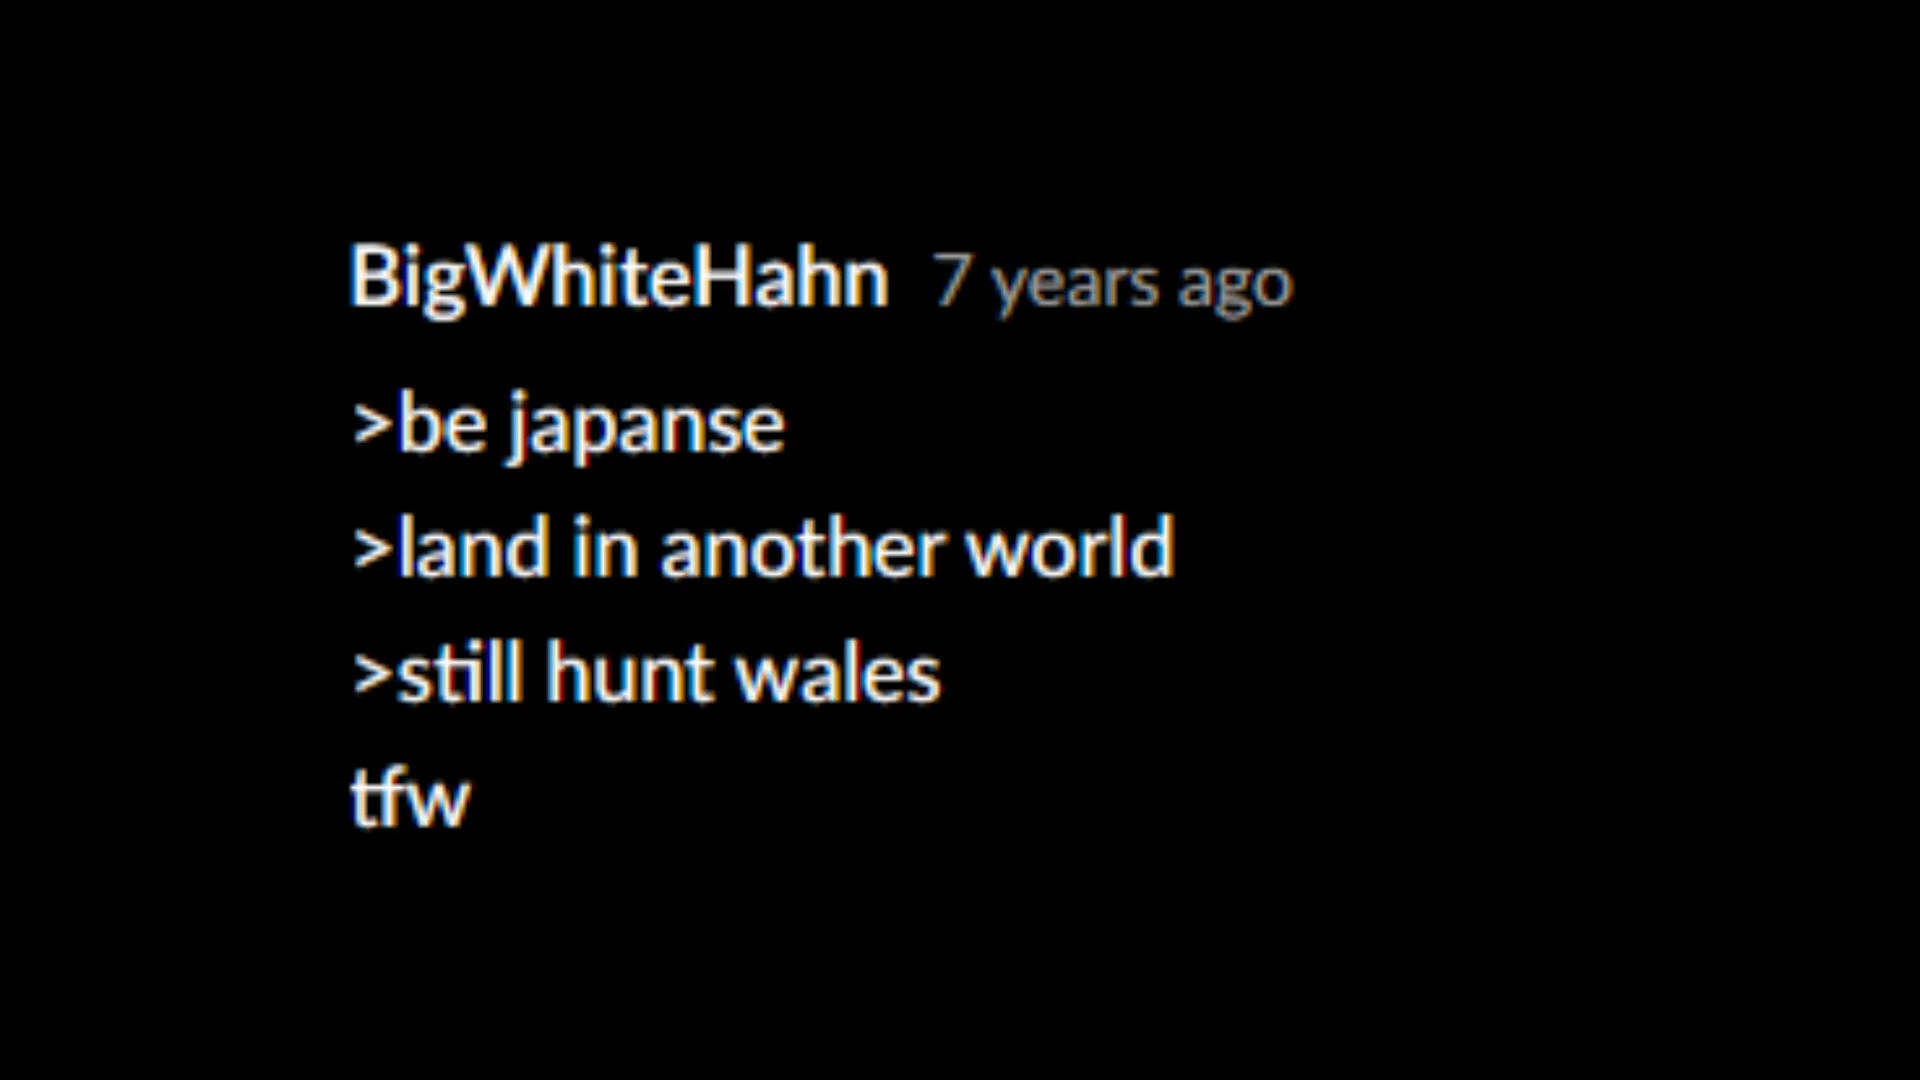 BigWhiteHahn 7 years ago
>be japanse
>land in another world
>still hunt wales
tfw